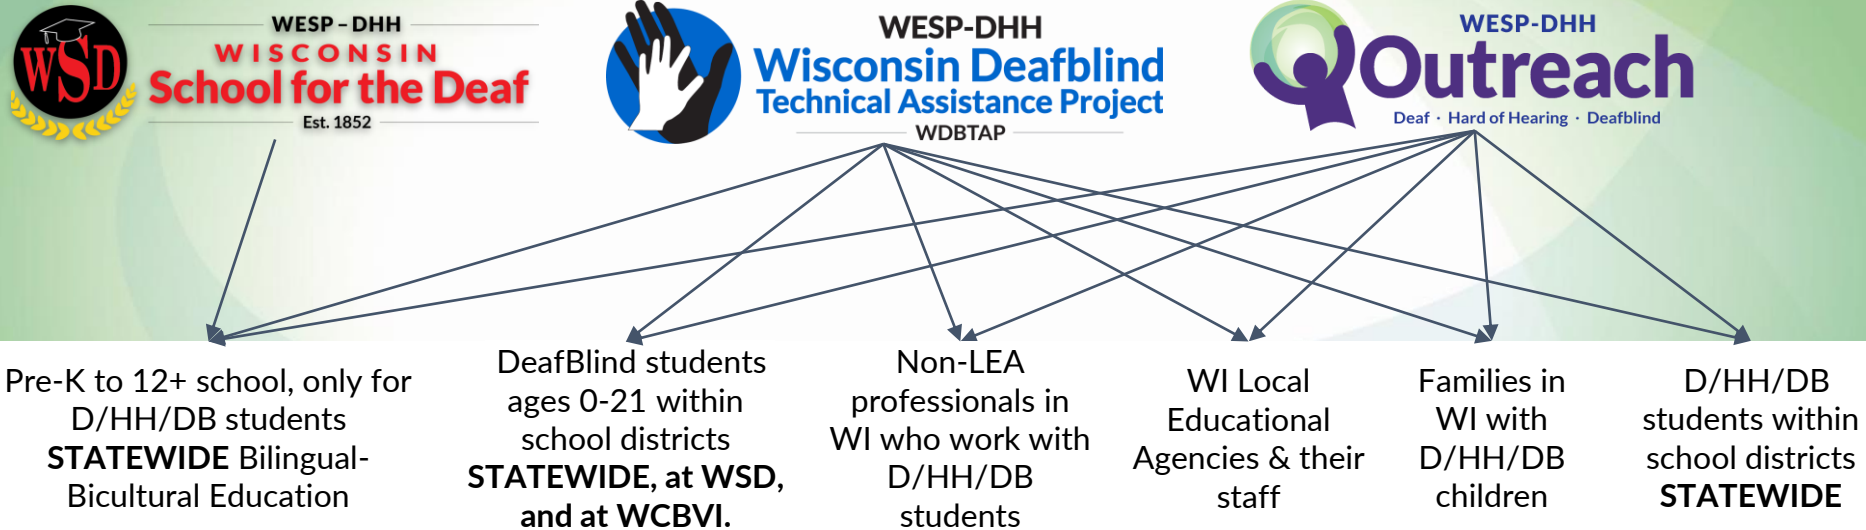 WSD
WESP-DHH
WISCONSIN
School for the Deaf
Est. 1852
WESP-DHH
Wisconsin Deafblind
Technical Assistance Project
WDBTAP
WESP-DHH
Outreach
Deaf · Hard of Hearing · Deafblind
Pre-K to 12+ school, only for
D/HH/DB students
STATEWIDE Bilingual-
Bicultural Education
DeafBlind students
ages 0-21 within
school districts
STATEWIDE, at WSD,
and at WCBVI.
Non-LEA
professionals in
WI who work with
D/HH/DB
students
WI Local
Educational
Agencies & their
staff
Families in
WI with
D/HH/DB
children
D/HH/DB
students within
school districts
STATEWIDE